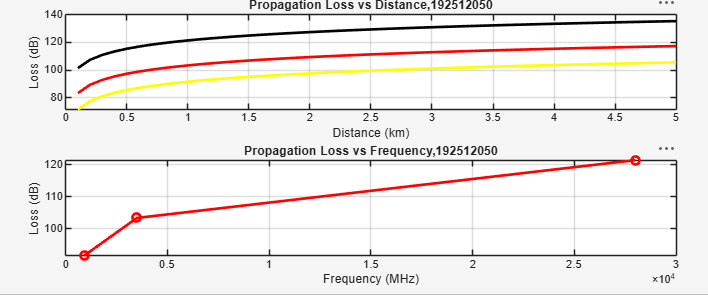 Propagation Loss vs Distance,192512050
140
120
100
80
Loss (dB)
0 0.5 1 1.5 2 2.5 3 3.5 4 4.5 5
Distance (km)
Propagation Loss vs Frequency,192512050
120
110
100
Loss (dB)
0 0.5 1 1.5 2 2.5 3
Frequency (MHz) ×10⁴